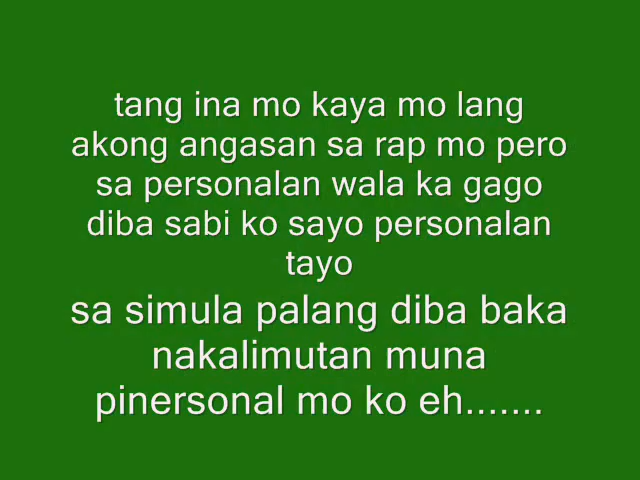 tang ina mo kaya mo lang
akong angasan sa rap mo pero
sa personalan wala ka gago
diba sabi ko sayo personalan
tayo
sa simula palang diba baka
nakalimutan muna
pinersonal mo ko eh.......